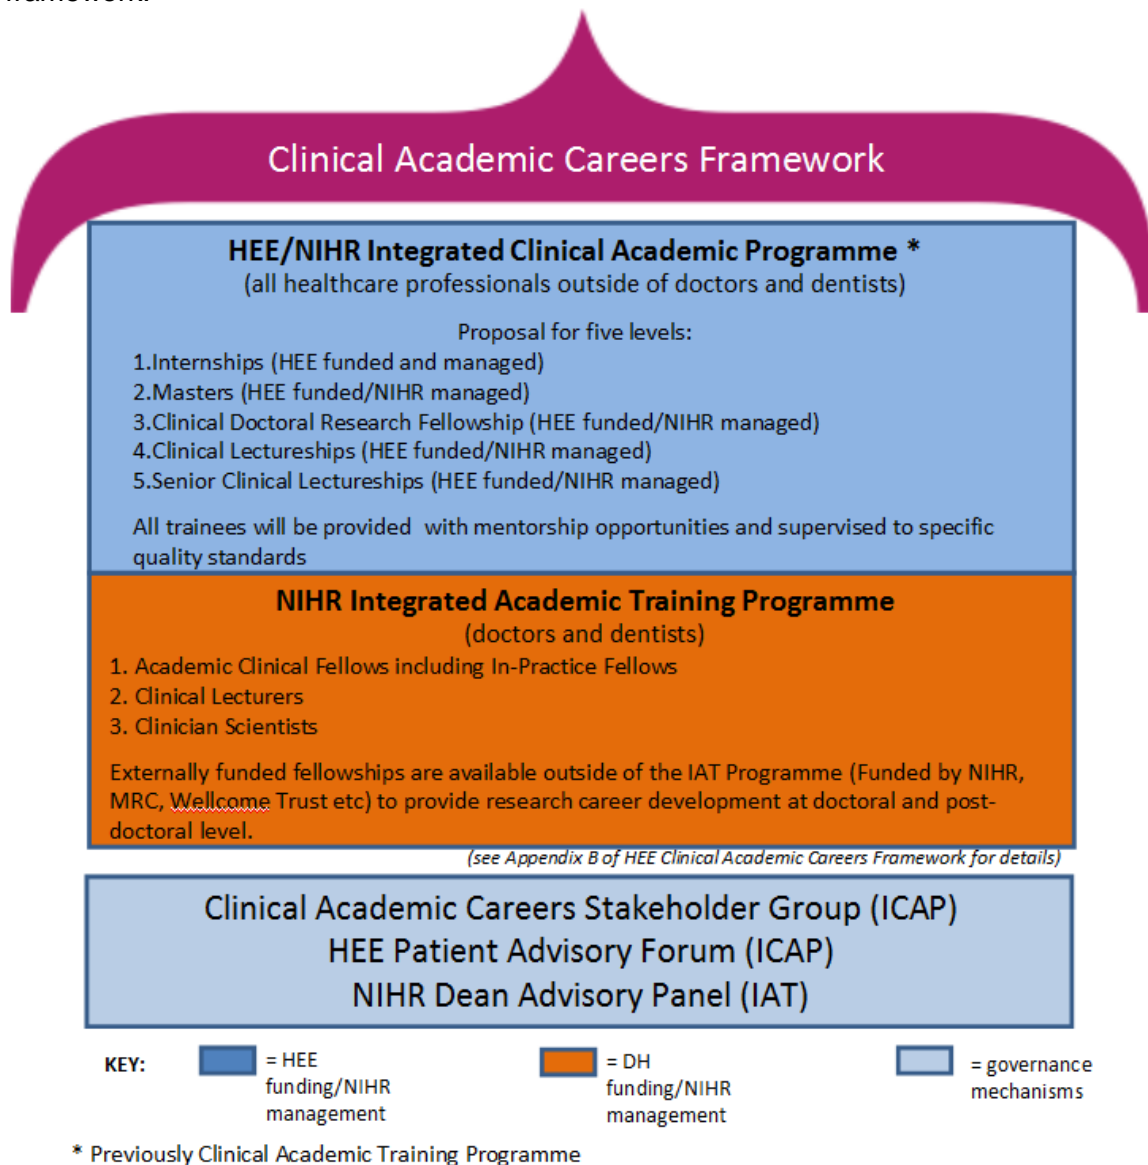 framework.
Clinical Academic Careers Framework
HEE/NIHR Integrated Clinical Academic Programme *
(all healthcare professionals outside of doctors and dentists)
Proposal for five levels:
1.Internships (HEE funded and managed)
2.Masters (HEE funded/NIHR managed)
3.Clinical Doctoral Research Fellowship (HEE funded/NIHR managed)
4.Clinical Lectureships (HEE funded/NIHR managed)
5.Senior Clinical Lectureships (HEE funded/NIHR managed)
All trainees will be provided with mentorship opportunities and supervised to specific
quality standards
NIHR Integrated Academic Training Programme
(doctors and dentists)
1. Academic Clinical Fellows including In-Practice Fellows
2. Clinical Lecturers
3. Clinician Scientists
Externally funded fellowships are available outside of the IAT Programme (Funded by NIHR,
MRC, Wellcome Trust etc) to provide research career development at doctoral and post-
doctoral level.
(see Appendix B of HEE Clinical Academic Careers Framework for details)
Clinical Academic Careers Stakeholder Group (ICAP)
HEE Patient Advisory Forum (ICAP)
NIHR Dean Advisory Panel (IAT)
KEY:
= HEE
funding/NIHR
management
= DH
funding/NIHR
management
= governance
mechanisms
* Previously Clinical Academic Training Programme